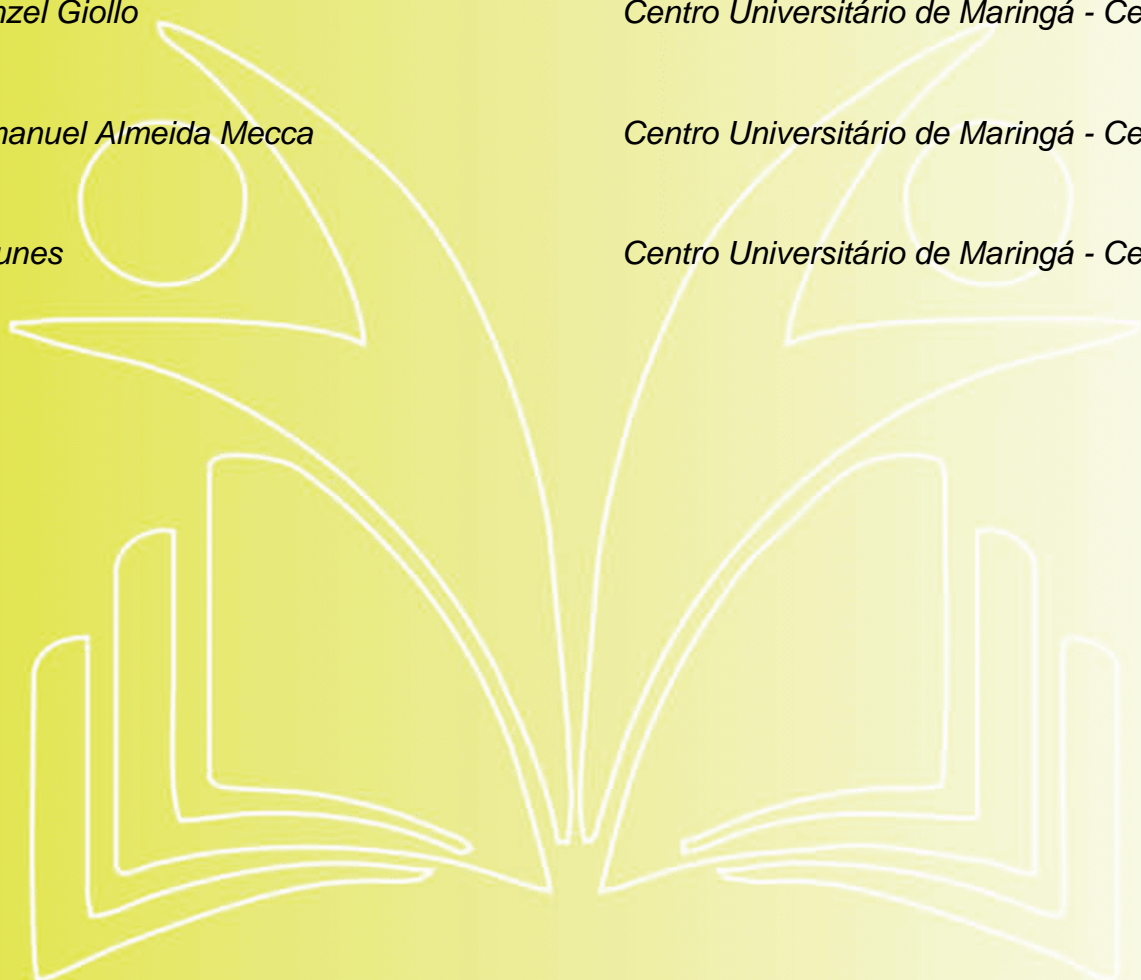 nzel Giollo Centro Universitário de Maringá - Ce
nanuel Almeida Mecca Centro Universitário de Maringá - Ce
unes Centro Universitário de Maringá - Ce